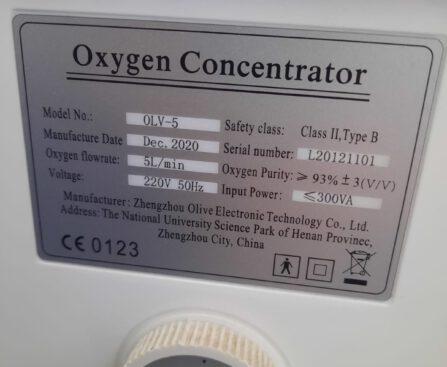 Oxygen Concentrator
Model No.: OLV-5 Safety class: Class II,Type B
Manufacture Date Dec. 2020 Serial number: L20121101
Oxygen flowrate: 5L/min Oxygen Purity: ≥ 93% ±3(V/V)
Voltage: 220V 50Hz Input Power: ≤300VA
Manufacturer: Zhengzhou Olive Electronic Technology Co., Ltd.
Address: The National University Science Park of Henan Provinec,
Zhengzhou City, China
CE 0123